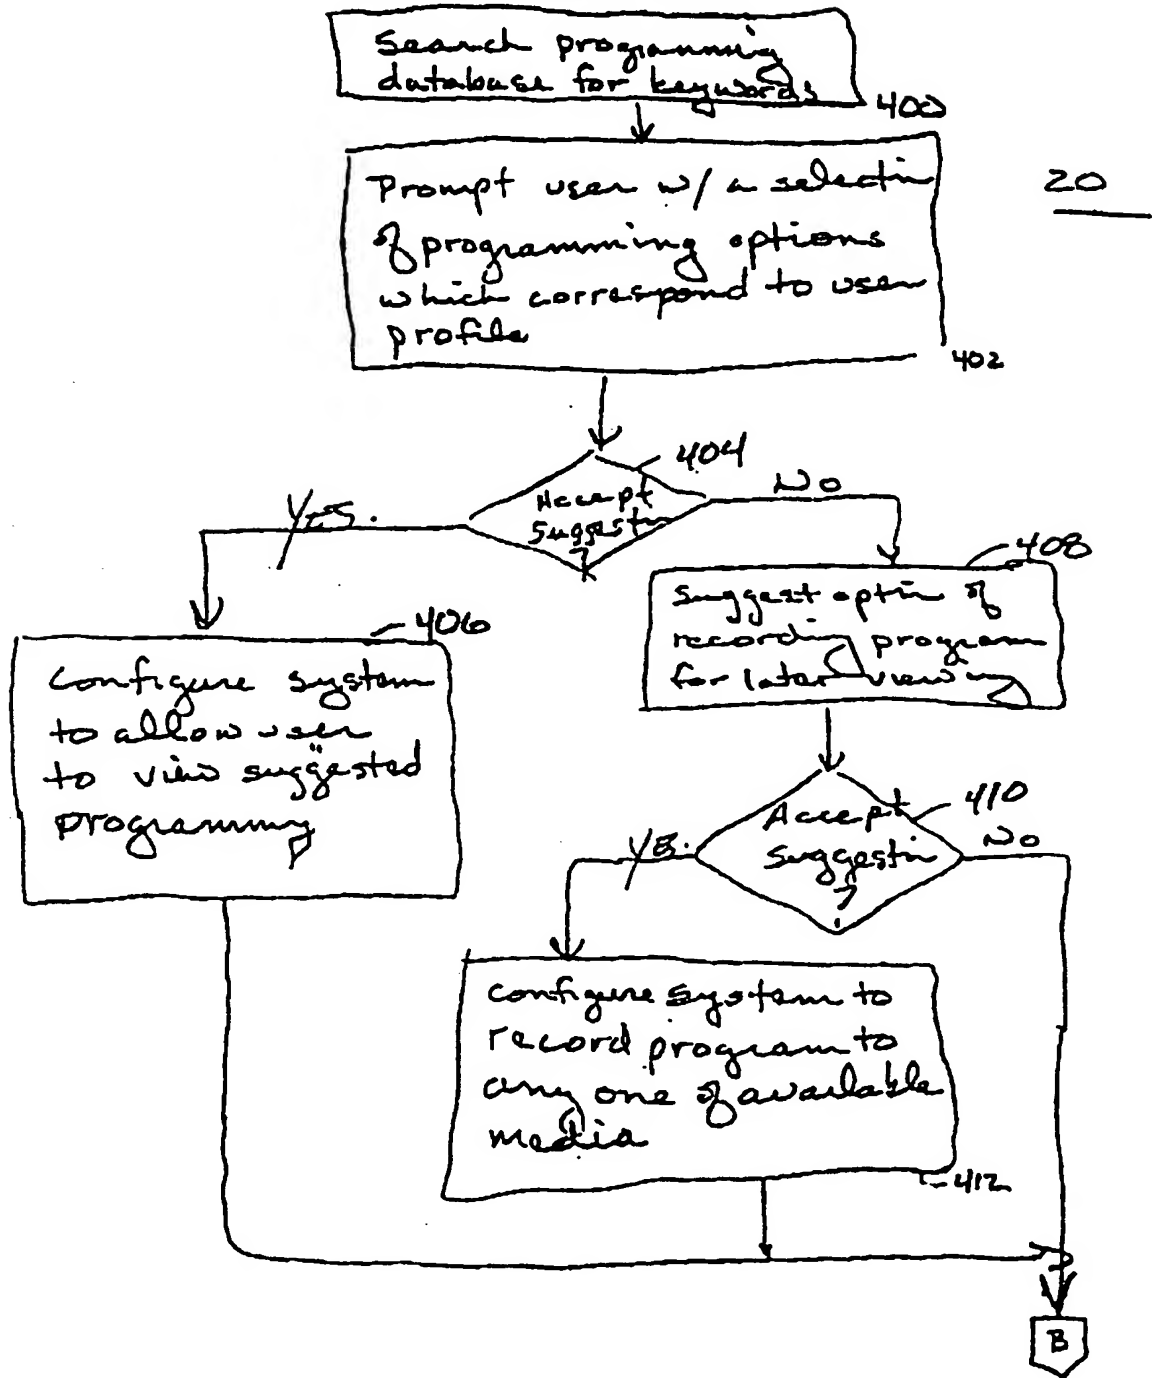 Search programming
database for keywords
400
Prompt user w/ a selection
of programming options
which correspond to user
profile
402
20
404
Accept
Suggestion
?
Yes.
No
406
Configure system
to allow user
to view suggested
programming
408
Suggest option of
recording program
for later viewing
410
Accept
Suggestion
?
Yes.
No
configure system to
record program to
any one of available
media
412
B